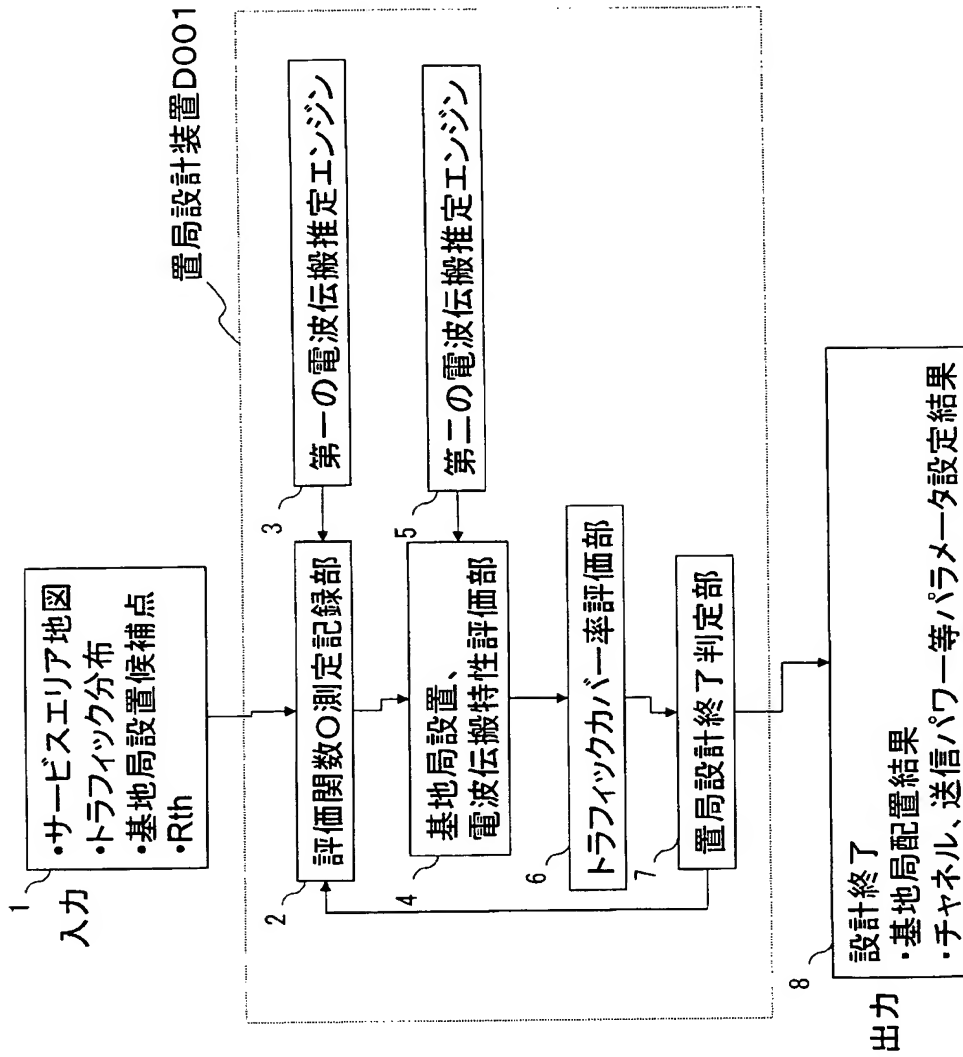 置局設計装置D001
1
入力
・サービスエリア地図
・トラフィック分布
・基地局設置候補点
・Rth
2
評価関数O測定記録部
3
第一の電波伝搬推定エンジン
4
基地局設置、
電波伝搬特性評価部
5
第二の電波伝搬推定エンジン
6
トラフィックカバー率評価部
7
置局設計終了判定部
8
出力
設計終了
・基地局配置結果
・チャネル、送信パワー等パラメータ設定結果